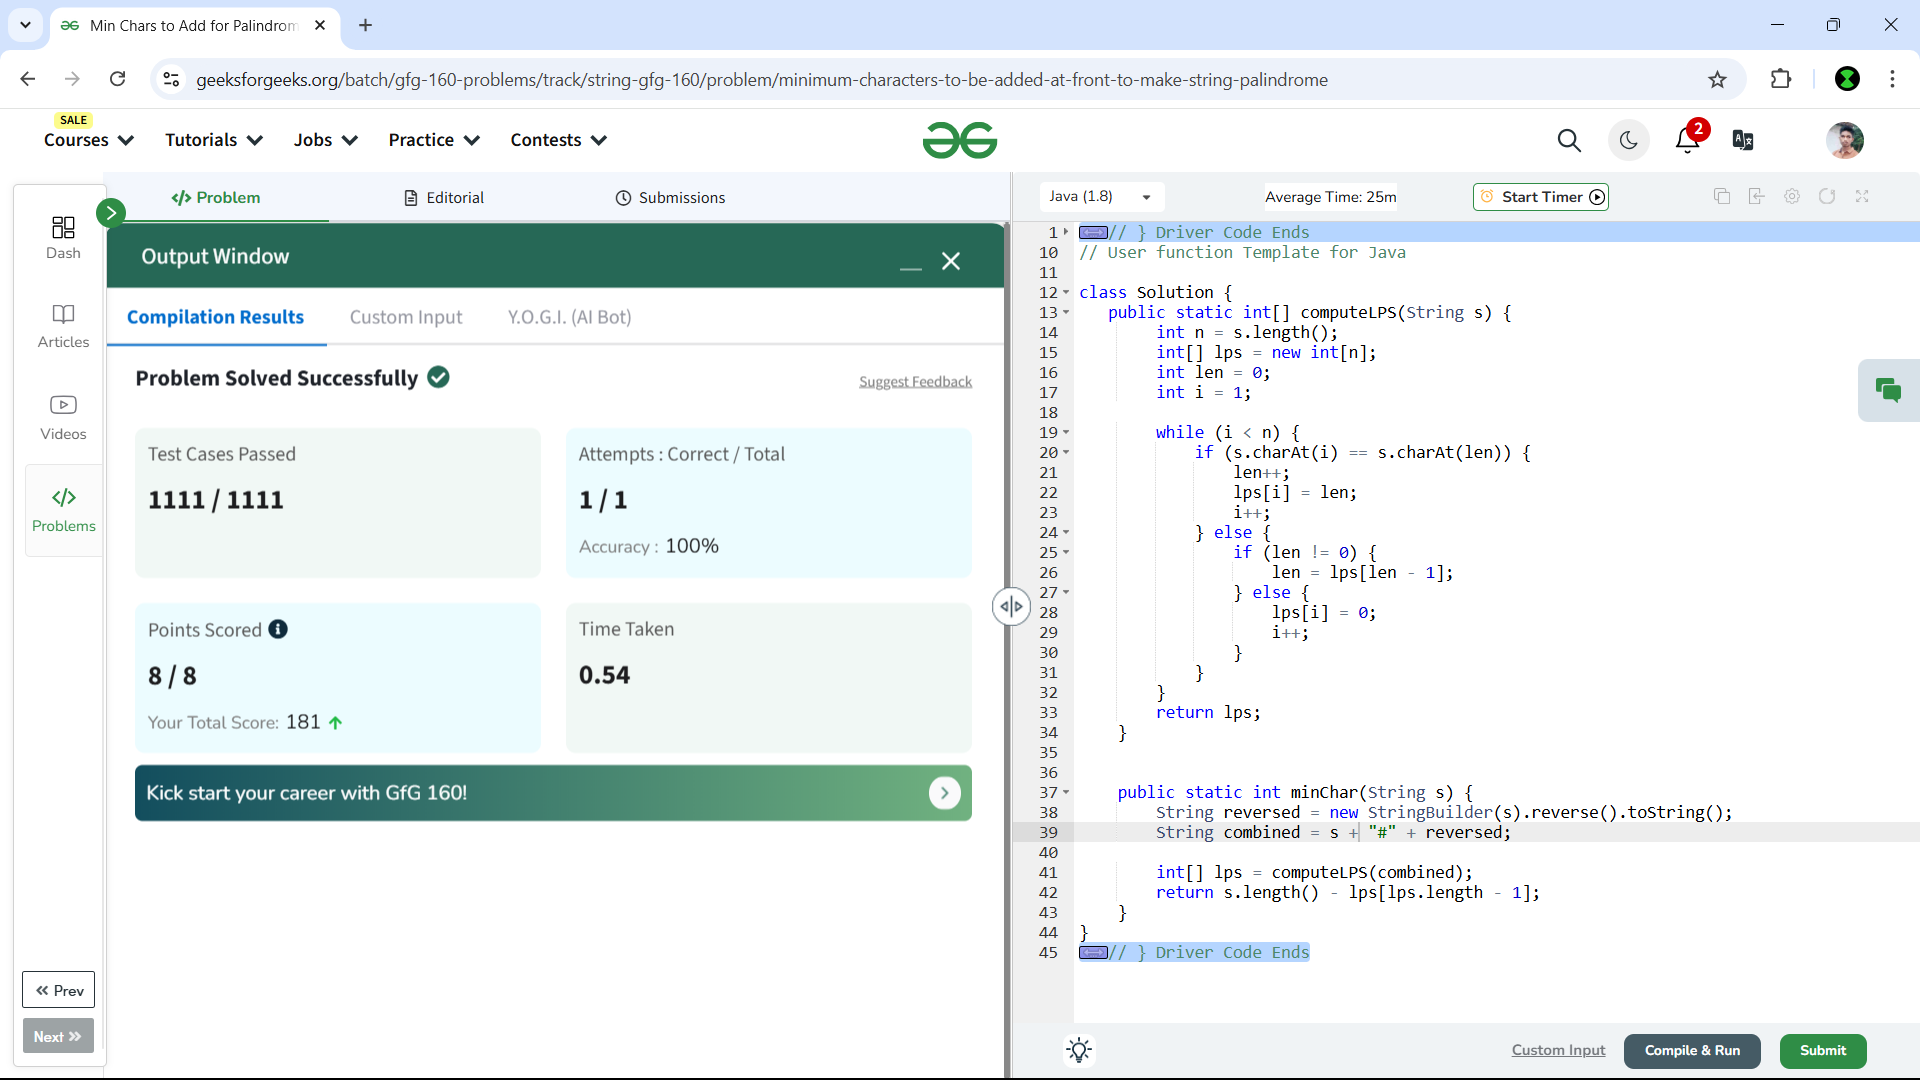 Min Chars to Add for Palindrom
geeksforgeeks.org/batch/gfg-160-problems/track/string-gfg-160/problem/minimum-characters-to-be-added-at-front-to-make-string-palindrome
SALE
Courses
Tutorials
Jobs
Practice
Contests
2
Dash
Articles
Videos
Problems
Prev
Next
Problem
Editorial
Submissions
Output Window
Compilation Results
Custom Input
Y.O.G.I. (AI Bot)
Problem Solved Successfully
Suggest Feedback
Test Cases Passed
1111 / 1111
Attempts : Correct / Total
1 / 1
Accuracy : 100%
Points Scored
8 / 8
Your Total Score: 181
Time Taken
0.54
Kick start your career with GfG 160!
Java (1.8)
Average Time: 25m
Start Timer
1 // } Driver Code Ends
10 // User function Template for Java
11
12 class Solution {
13 public static int[] computeLPS(String s) {
14 int n = s.length();
15 int[] lps = new int[n];
16 int len = 0;
17 int i = 1;
18
19 while (i < n) {
20 if (s.charAt(i) == s.charAt(len)) {
21 len++;
22 lps[i] = len;
23 i++;
24 } else {
25 if (len != 0) {
26 len = lps[len - 1];
27 } else {
28 lps[i] = 0;
29 i++;
30 }
31 }
32 }
33 return lps;
34 }
35
36
37 public static int minChar(String s) {
38 String reversed = new StringBuilder(s).reverse().toString();
39 String combined = s + "#" + reversed;
40
41 int[] lps = computeLPS(combined);
42 return s.length() - lps[lps.length - 1];
43 }
44 }
45 // } Driver Code Ends
Custom Input
Compile & Run
Submit